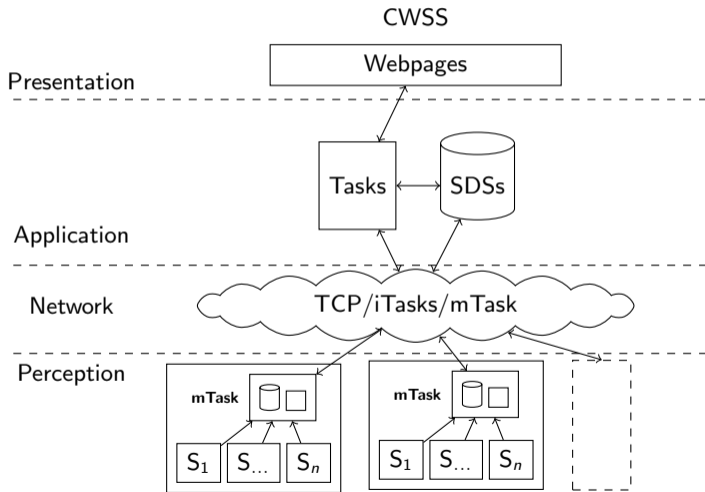 CWSS
Webpages
Presentation
Tasks
SDSs
Application
Network
TCP/iTasks/mTask
Perception
mTask
mTask
S1 S... Sn
S1 S... Sn